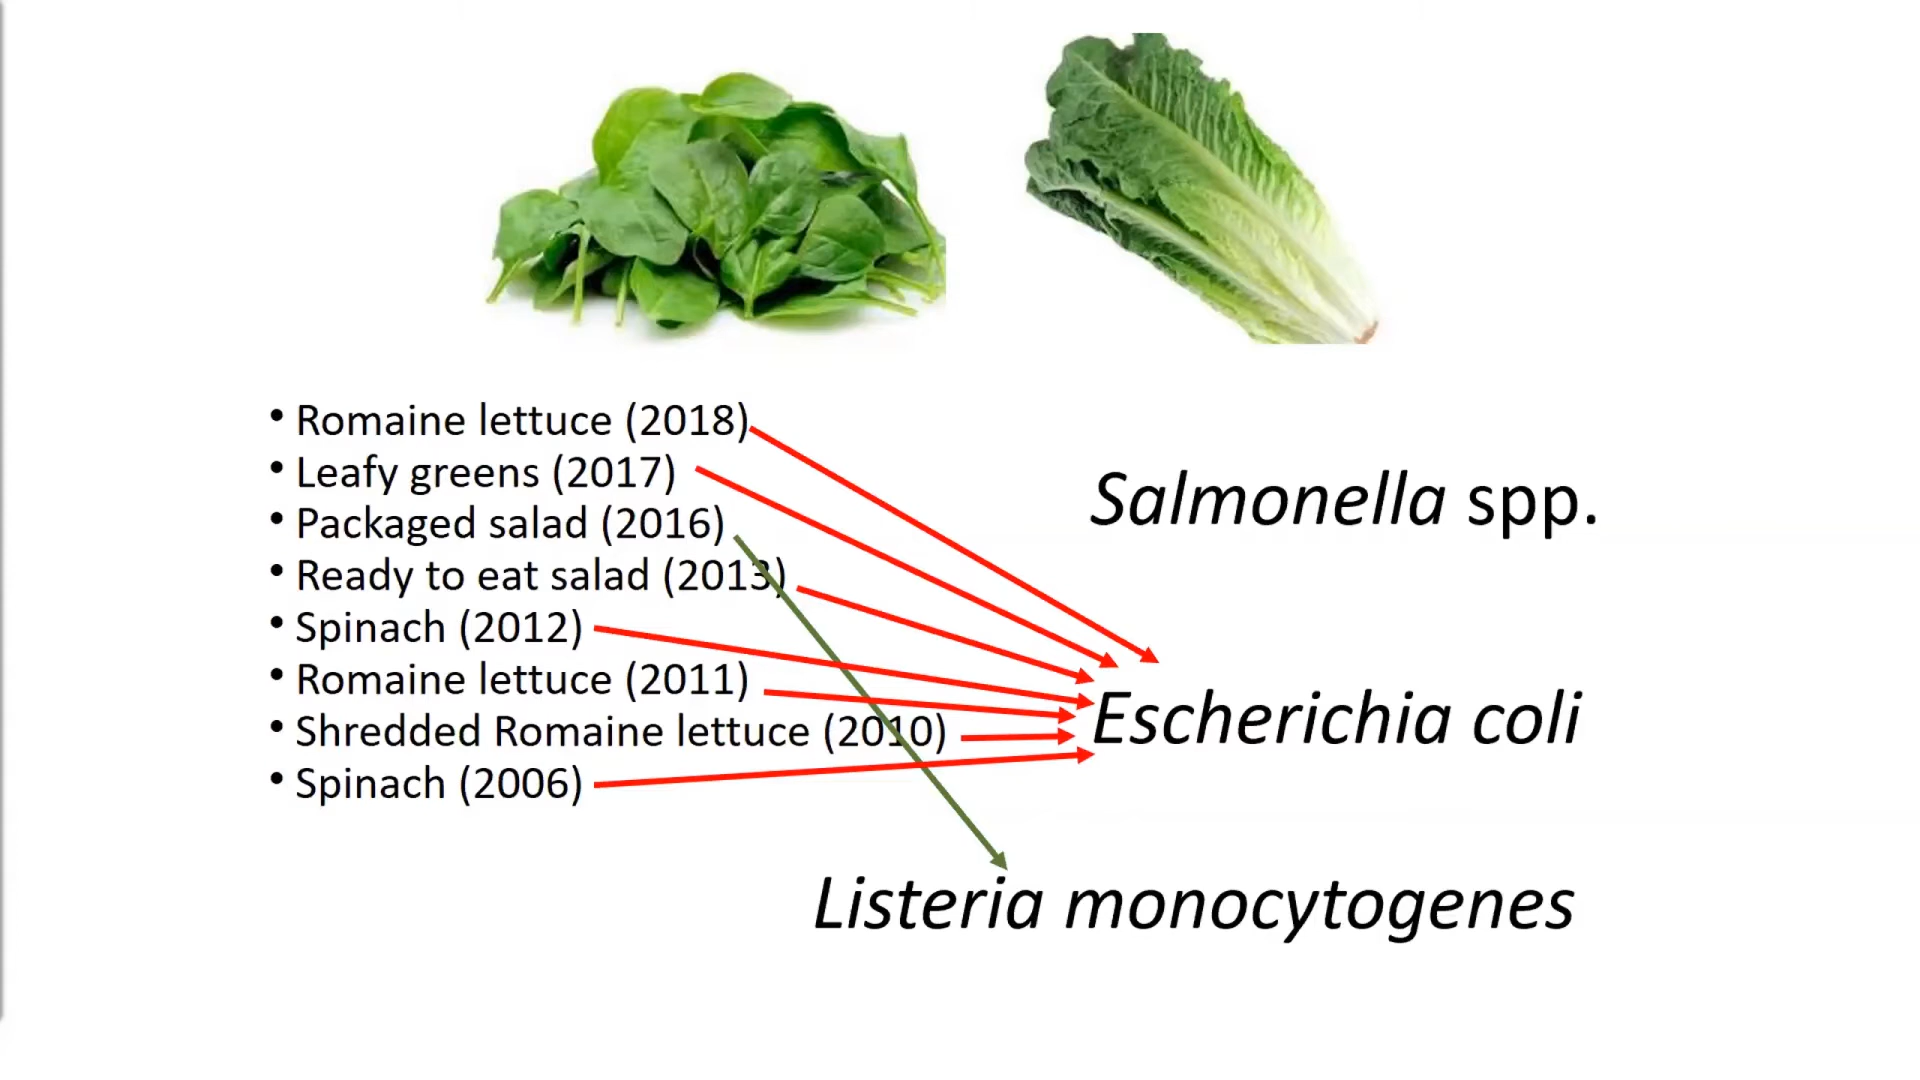 • Romaine lettuce (2018)
• Leafy greens (2017)
• Packaged salad (2016)
• Ready to eat salad (2013)
• Spinach (2012)
• Romaine lettuce (2011)
• Shredded Romaine lettuce (2010)
• Spinach (2006)
Salmonella spp.
Escherichia coli
Listeria monocytogenes